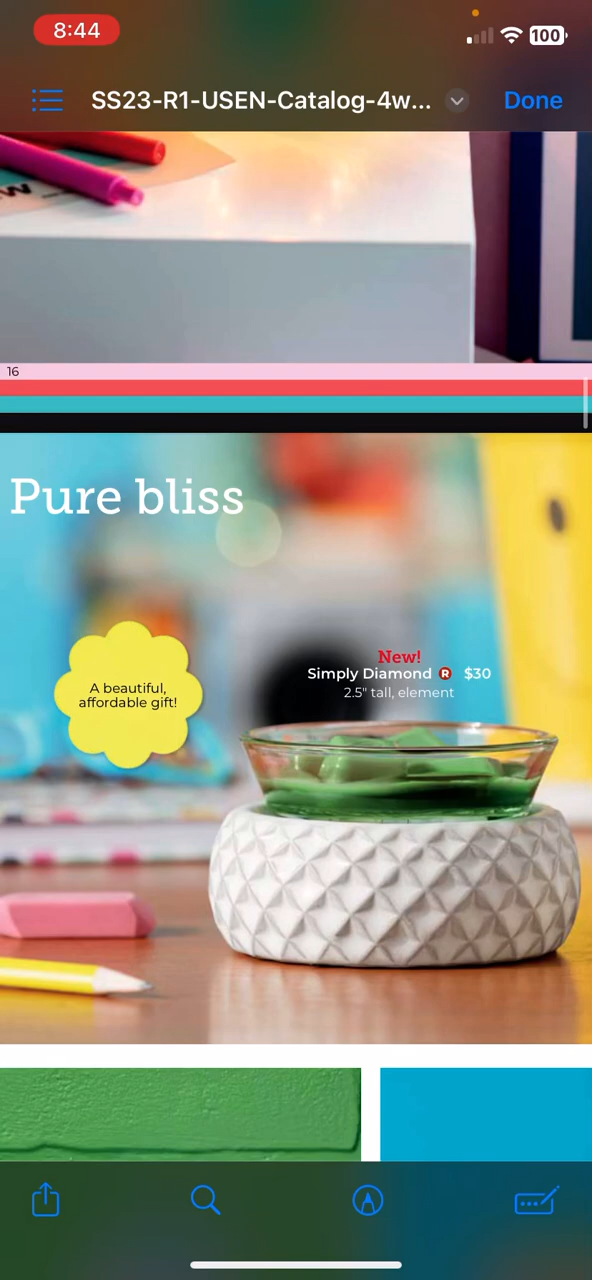 8:44
100
SS23-R1-USEN-Catalog-4w...
Done
16
Pure bliss
A beautiful,
affordable gift!
New!
Simply Diamond R $30
2.5" tall, element